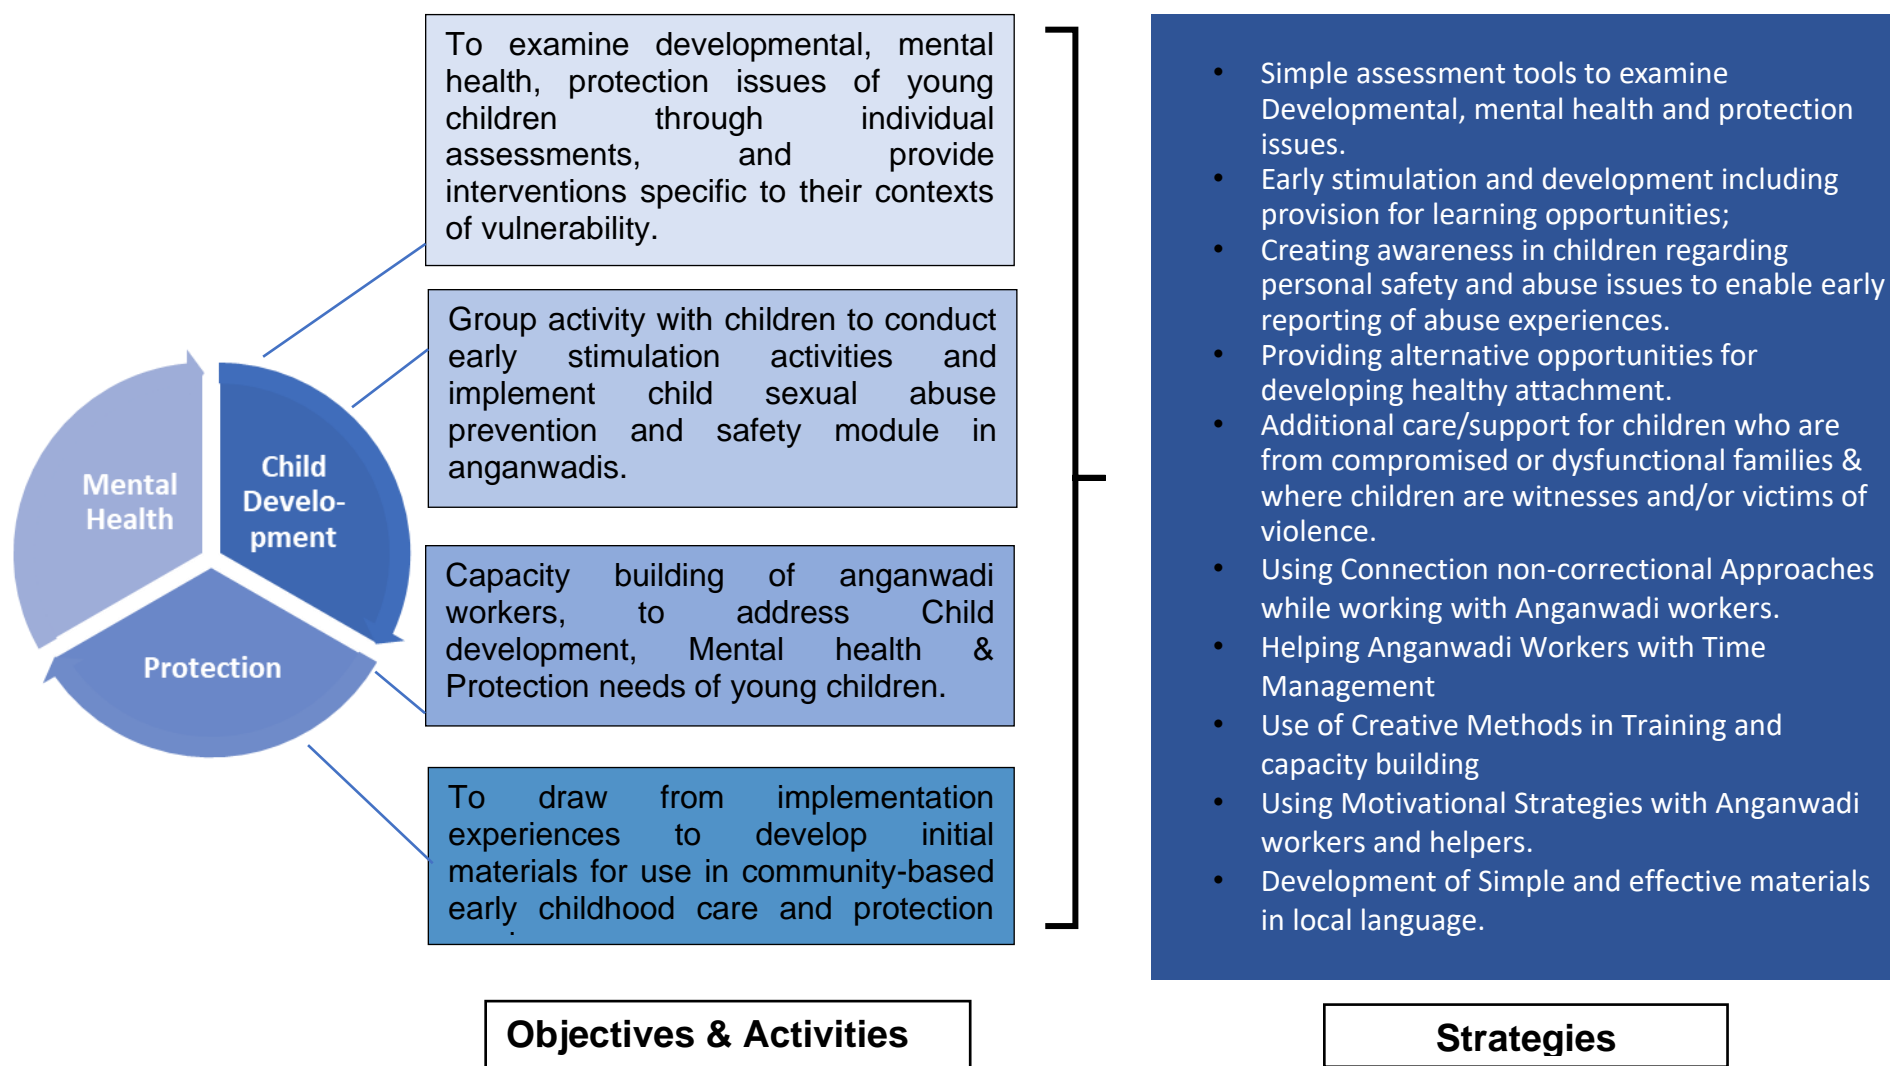 Mental
Health
Child
Develo-
pment
Protection
To examine developmental, mental
health, protection issues of young
children through individual
assessments, and provide
interventions specific to their contexts
of vulnerability.
Group activity with children to conduct
early stimulation activities and
implement child sexual abuse
prevention and safety module in
anganwadis.
Capacity building of anganwadi
workers, to address Child
development, Mental health &
Protection needs of young children.
To draw from implementation
experiences to develop initial
materials for use in community-based
early childhood care and protection
Objectives & Activities
• Simple assessment tools to examine
Developmental, mental health and protection
issues.
• Early stimulation and development including
provision for learning opportunities;
• Creating awareness in children regarding
personal safety and abuse issues to enable early
reporting of abuse experiences.
• Providing alternative opportunities for
developing healthy attachment.
• Additional care/support for children who are
from compromised or dysfunctional families &
where children are witnesses and/or victims of
violence.
• Using Connection non-correctional Approaches
while working with Anganwadi workers.
• Helping Anganwadi Workers with Time
Management
• Use of Creative Methods in Training and
capacity building
• Using Motivational Strategies with Anganwadi
workers and helpers.
• Development of Simple and effective materials
in local language.
Strategies